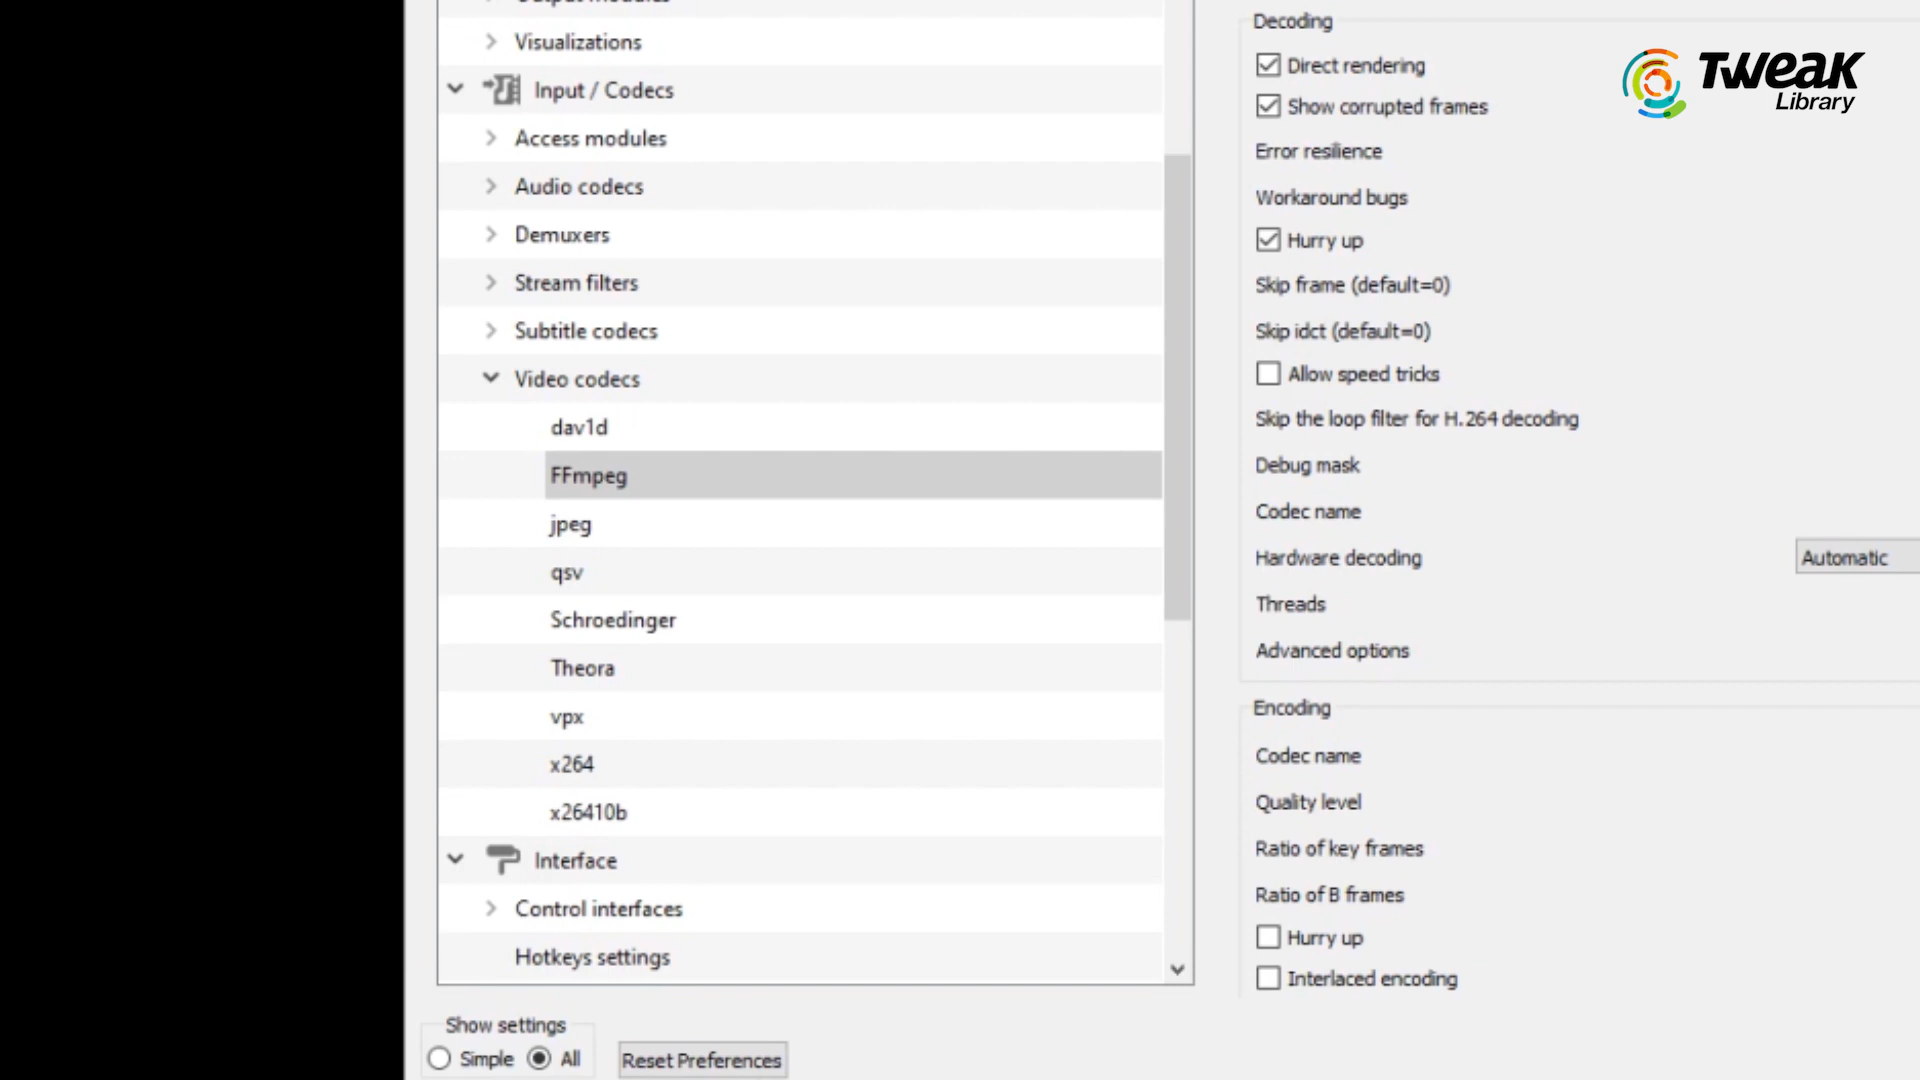 Output modules
Visualizations
Input / Codecs
Access modules
Audio codecs
Demuxers
Stream filters
Subtitle codecs
Video codecs
dav1d
FFmpeg
jpeg
qsv
Schroedinger
Theora
vpx
x264
x26410b
Interface
Control interfaces
Hotkeys settings
Show settings
Simple
All
Reset Preferences
Decoding
Direct rendering
Show corrupted frames
Error resilience
Workaround bugs
Hurry up
Skip frame (default=0)
Skip idct (default=0)
Allow speed tricks
Skip the loop filter for H.264 decoding
Debug mask
Codec name
Hardware decoding
Automatic
Threads
Advanced options
Encoding
Codec name
Quality level
Ratio of key frames
Ratio of B frames
Hurry up
Interlaced encoding
TWEAK
Library